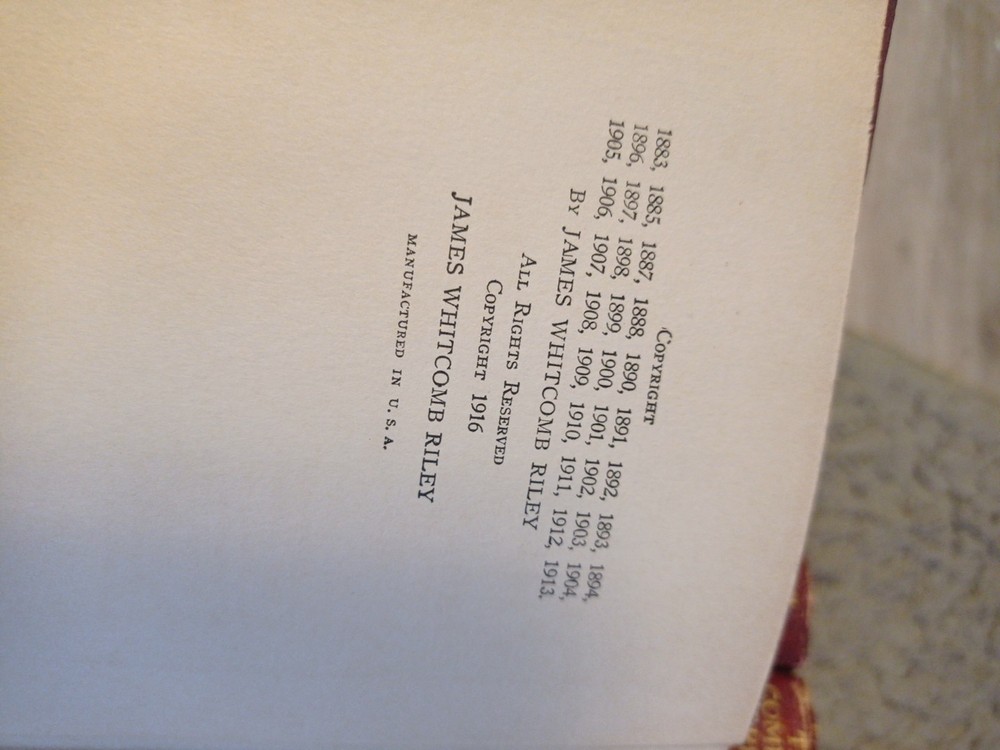 COPYRIGHT
1883, 1885, 1887, 1888, 1890, 1891, 1892, 1893, 1894,
1896, 1897, 1898, 1899, 1900, 1901, 1902, 1903, 1904,
1905, 1906, 1907, 1908, 1909, 1910, 1911, 1912, 1913.
BY JAMES WHITCOMB RILEY
ALL RIGHTS RESERVED
COPYRIGHT 1916
JAMES WHITCOMB RILEY
MANUFACTURED IN U. S. A.